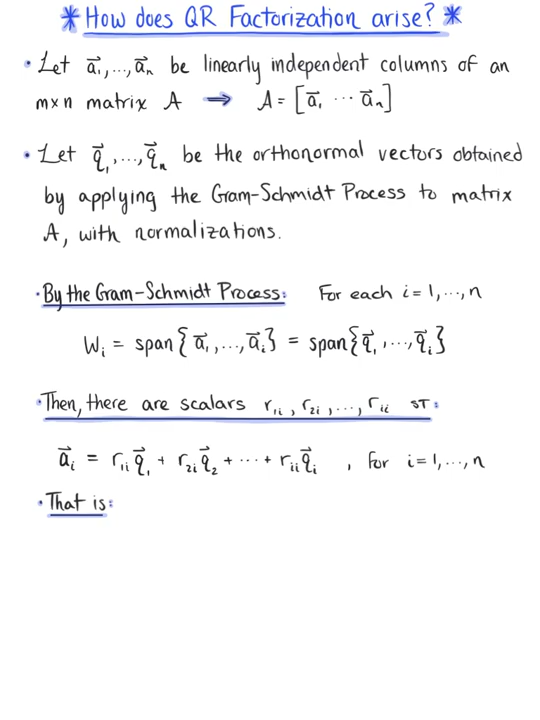 * How does QR Factorization arise? *
• Let a⃗₁,...,a⃗ₙ be linearly independent columns of an
m×n matrix A ⇒ A = [a⃗₁ ... a⃗ₙ]
• Let q⃗₁,...,q⃗ₙ be the orthonormal vectors obtained
by applying the Gram-Schmidt Process to matrix
A, with normalizations.
• By the Gram-Schmidt Process: For each i=1,...,n
Wᵢ = span{a⃗₁,...,a⃗ᵢ} = span{q⃗₁,...,q⃗ᵢ}
• Then, there are scalars r₁ᵢ, r₂ᵢ, ..., rᵢᵢ ST:
a⃗ᵢ = r₁ᵢq⃗₁ + r₂ᵢq⃗₂ + ... + rᵢᵢq⃗ᵢ , for i=1,...,n
• That is: